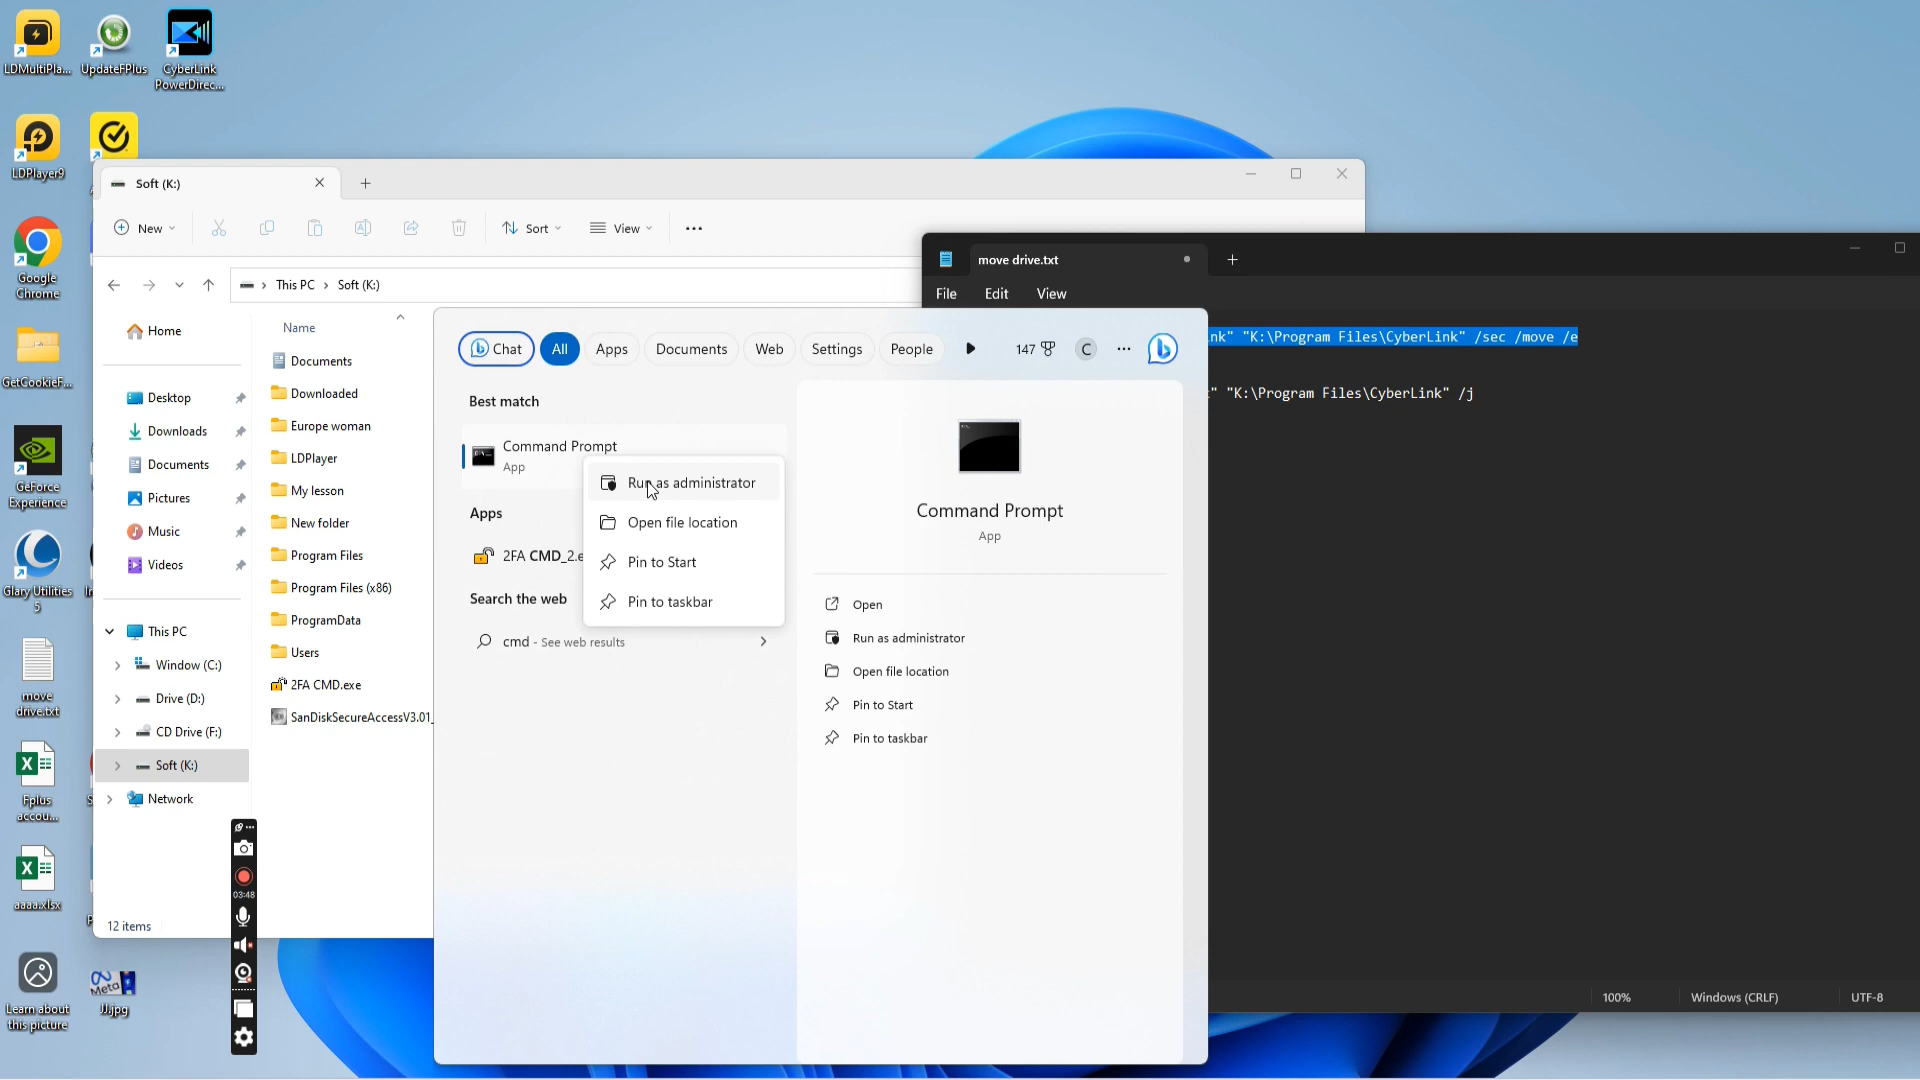 LDMultiPla...
UpdateFPlus
CyberLink
PowerDirec...
LDPlayer9
Google
Chrome
GetCookieF...
GeForce
Experience
Glary Utilities
5
move
drive.txt
Fplus
accou...
aaaa.xlsx
Learn about
this picture
JJ.jpg
Meta
Soft (K:)
New
Sort
View
This PC
Soft (K:)
Home
Desktop
Downloads
Documents
Pictures
Music
Videos
This PC
Window (C:)
Drive (D:)
CD Drive (F:)
Soft (K:)
Network
12 items
Name
Documents
Downloaded
Europe woman
LDPlayer
My lesson
New folder
Program Files
Program Files (x86)
ProgramData
Users
2FA CMD.exe
SanDiskSecureAccessV3.01_
03:48
Chat
All
Apps
Documents
Web
Settings
People
147
C
Best match
Command Prompt
App
Apps
2FA CMD_2.e
Search the web
cmd - See web results
Run as administrator
Open file location
Pin to Start
Pin to taskbar
Command Prompt
App
Open
Run as administrator
Open file location
Pin to Start
Pin to taskbar
move drive.txt
File Edit View
ink" "K:\Program Files\CyberLink" /sec /move /e
" "K:\Program Files\CyberLink" /j
100%
Windows (CRLF)
UTF-8